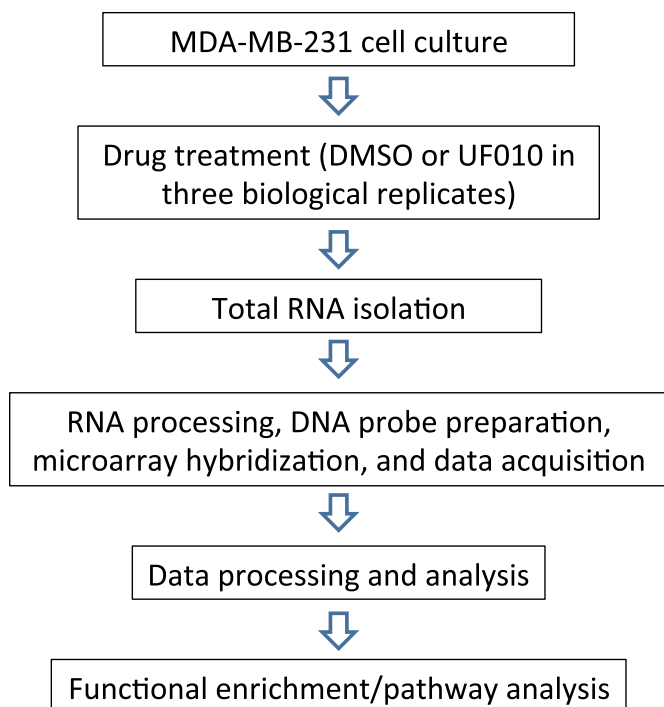 MDA-MB-231 cell culture
Drug treatment (DMSO or UF010 in
three biological replicates)
Total RNA isolation
RNA processing, DNA probe preparation,
microarray hybridization, and data acquisition
Data processing and analysis
Functional enrichment/pathway analysis